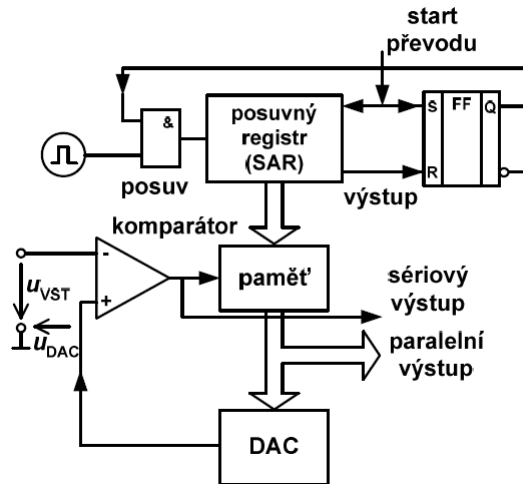 start
převodu
&
posuv
posuvný
registr
(SAR)
S
FF
Q
R
výstup
komparátor
-
+
u VST
u DAC
paměť
sériový
výstup
paralelní
výstup
DAC